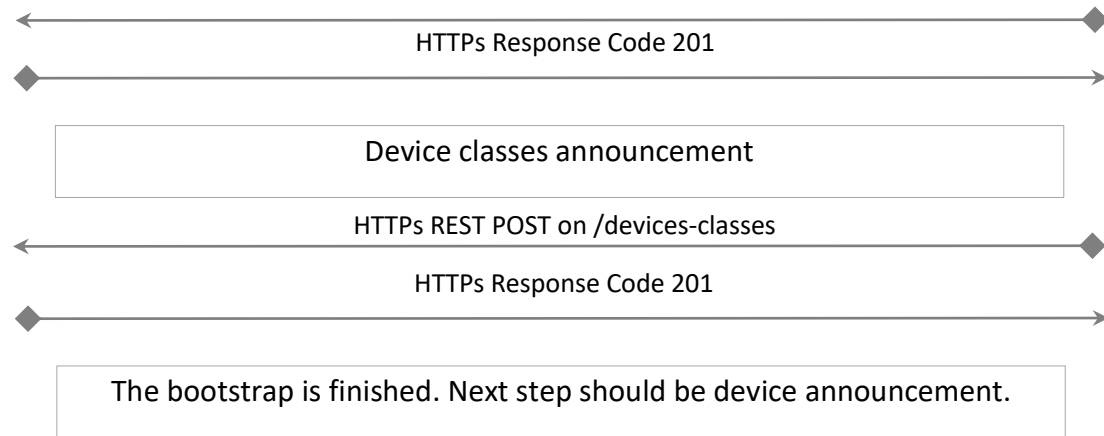 HTTPs Response Code 201
Device classes announcement
HTTPs REST POST on /devices-classes
HTTPs Response Code 201
The bootstrap is finished. Next step should be device announcement.